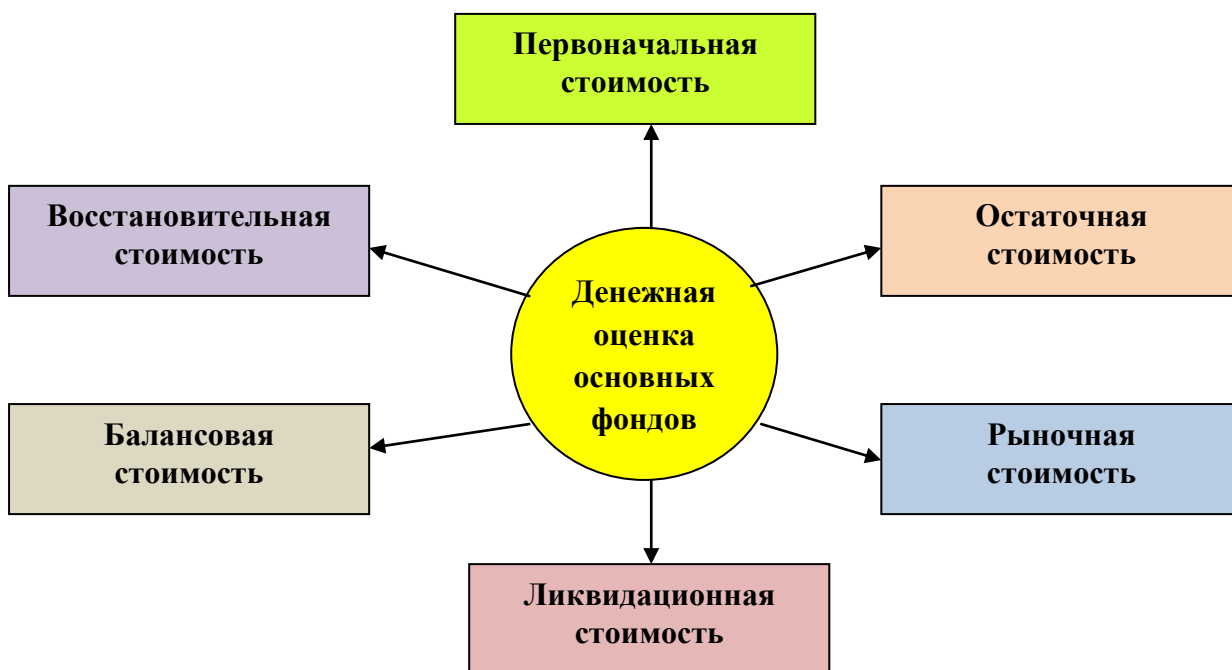 Первоначальная
стоимость
Восстановительная
стоимость
Остаточная
стоимость
Денежная
оценка
основных
фондов
Балансовая
стоимость
Рыночная
стоимость
Ликвидационная
стоимость